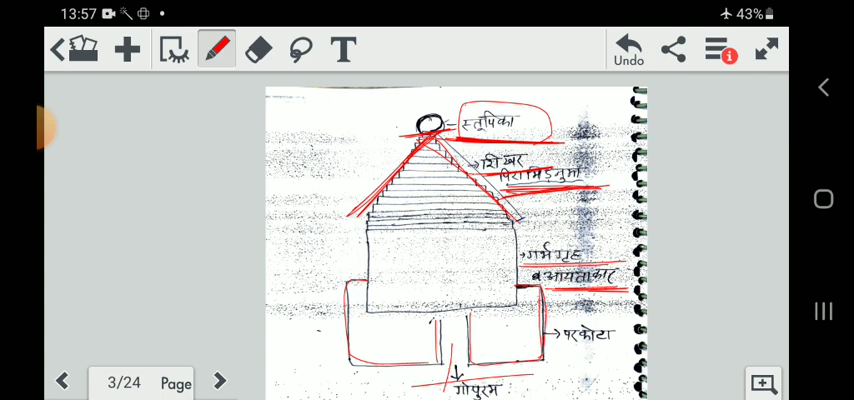 13:57
43%
T
Undo
i
= स्तूपिका
→ शिखर
पिरामिडनुमा
→ गर्भगृह
आयताकार
→ परकोटा
गोपुरम
3/24 Page